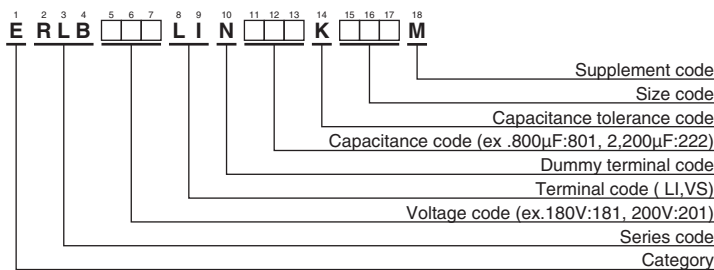 1 2 3 4 5 6 7 8 9 10 11 12 13 14 15 16 17 18
E R L B L I N K M
Supplement code
Size code
Capacitance tolerance code
Capacitance code (ex .800µF:801, 2,200µF:222)
Dummy terminal code
Terminal code ( LI,VS)
Voltage code (ex.180V:181, 200V:201)
Series code
Category